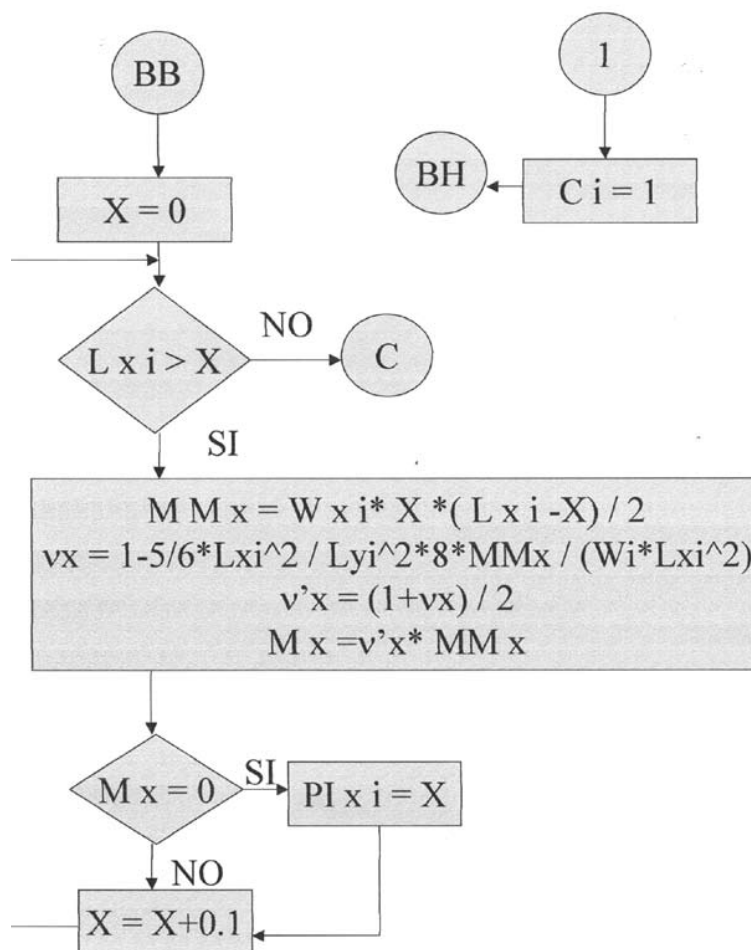 BB
X = 0
L x i > X
NO
C
SI
M M x = W x i* X *( L x i -X) / 2
νx = 1-5/6*Lxi^2 / Lyi^2*8*MMx / (Wi*Lxi^2)
ν’x = (1+νx) / 2
M x =ν’x* MM x
M x = 0
SI
PI x i = X
NO
X = X+0.1
1
C i = 1
BH